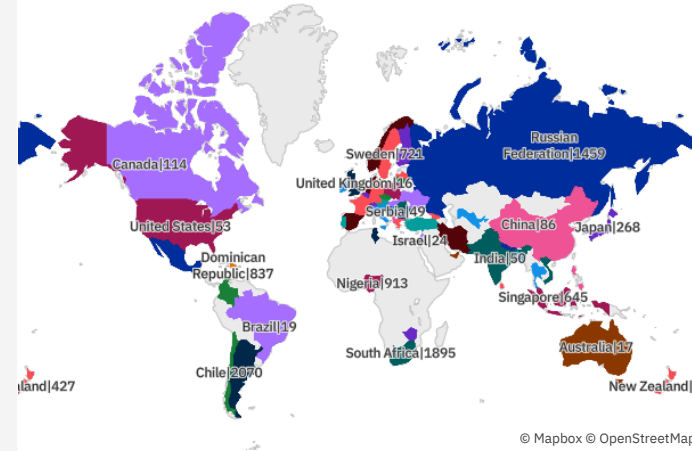 Sweden|721
Russian
Federation|1459
Canada|114
United Kingdom|16
Serbia|49
United States|53
China|86
Japan|268
Israel|24
India|50
Dominican
Republic|837
Nigeria|913
Singapore|645
Brazil|19
South Africa|1895
Australia|17
Chile|2070
aland|427
New Zealand|
© Mapbox © OpenStreetMap